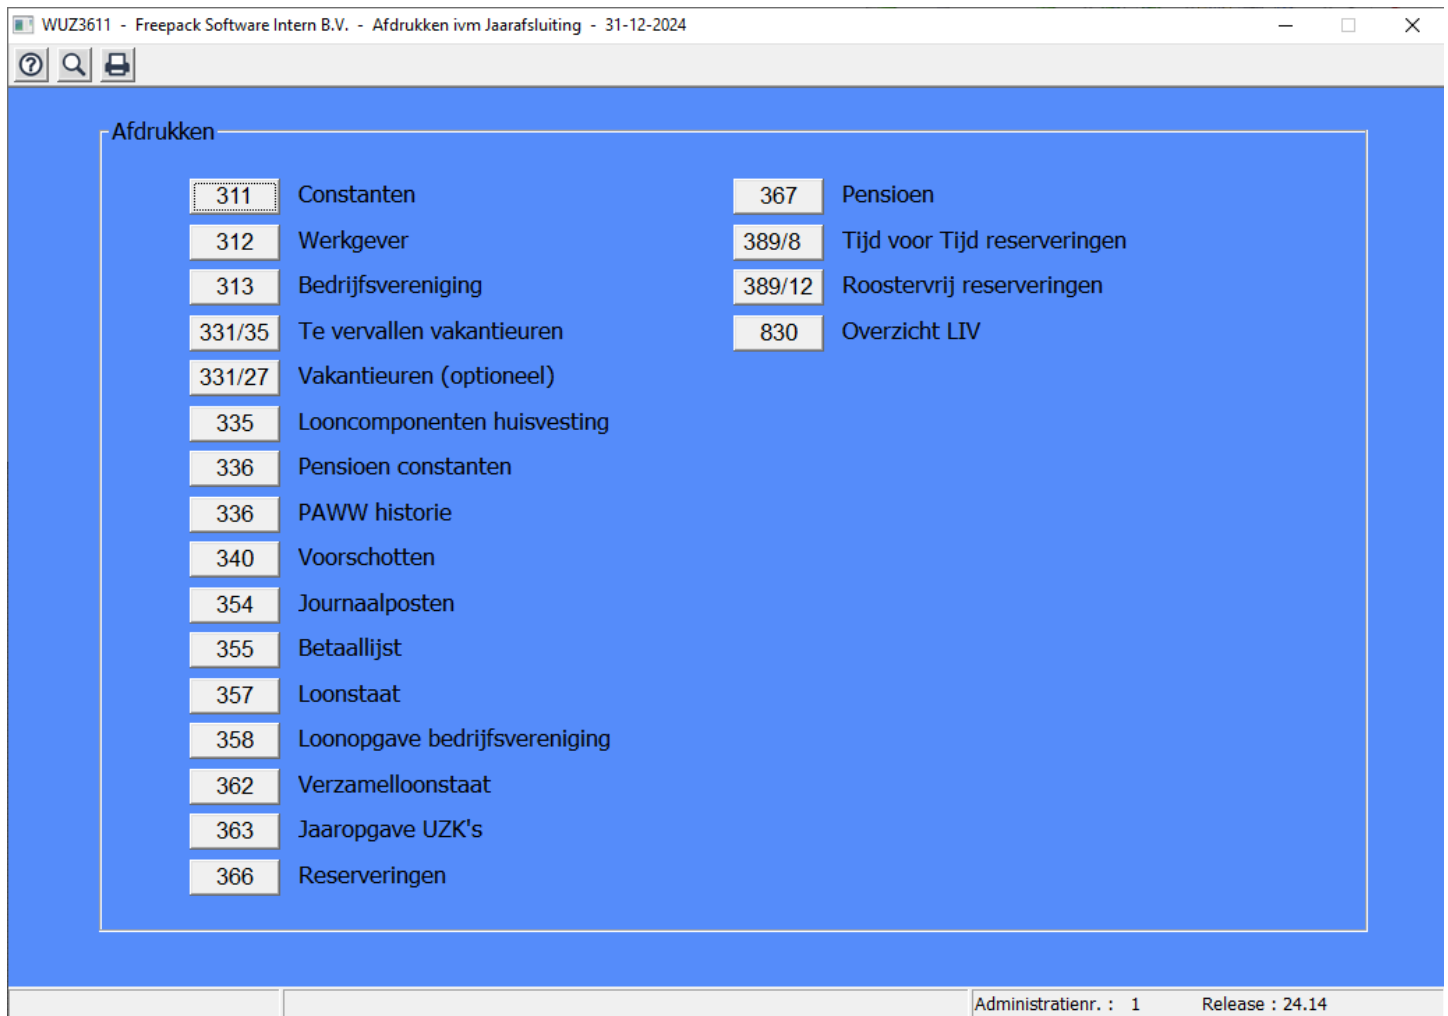 WUZ3611 - Freepack Software Intern B.V. - Afdrukken ivm Jaarafsluiting - 31-12-2024
Afdrukken
311 Constanten
312 Werkgever
313 Bedrijfsvereniging
331/35 Te vervallen vakantieuren
331/27 Vakantieuren (optioneel)
335 Looncomponenten huisvesting
336 Pensioen constanten
336 PAWW historie
340 Voorschotten
354 Journaalposten
355 Betaallijst
357 Loonstaat
358 Loonopgave bedrijfsvereniging
362 Verzamelloonstaat
363 Jaaropgave UZK's
366 Reserveringen
367 Pensioen
389/8 Tijd voor Tijd reserveringen
389/12 Roostervrij reserveringen
830 Overzicht LIV
Administratienr. : 1 Release : 24.14